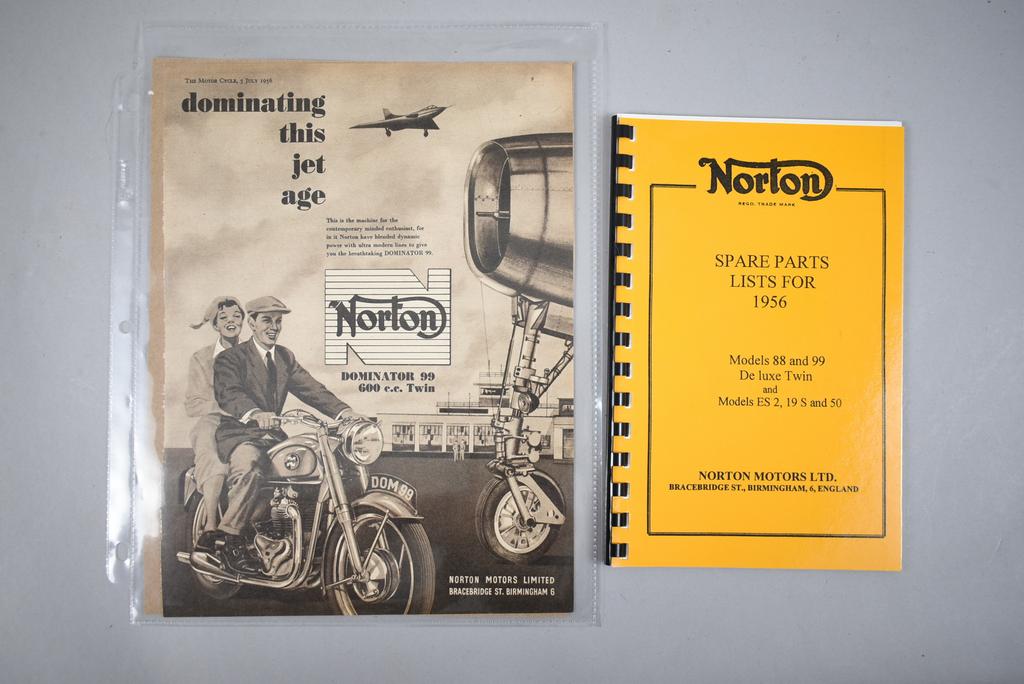 The Motor Cycle, 5 July 1956
dominating
this
jet
age
This is the machine for the
contemporary minded enthusiast, for
in it Norton have blended dynamic
power with ultra modern lines to give
you the breathtaking DOMINATOR 99.
Norton
DOMINATOR 99
600 c.c. Twin
DOM 99
NORTON MOTORS LIMITED
BRACEBRIDGE ST. BIRMINGHAM 6
Norton
REGD. TRADE MARK
SPARE PARTS
LISTS FOR
1956
Models 88 and 99
De luxe Twin
and
Models ES 2, 19 S and 50
NORTON MOTORS LTD.
BRACEBRIDGE ST., BIRMINGHAM, 6, ENGLAND